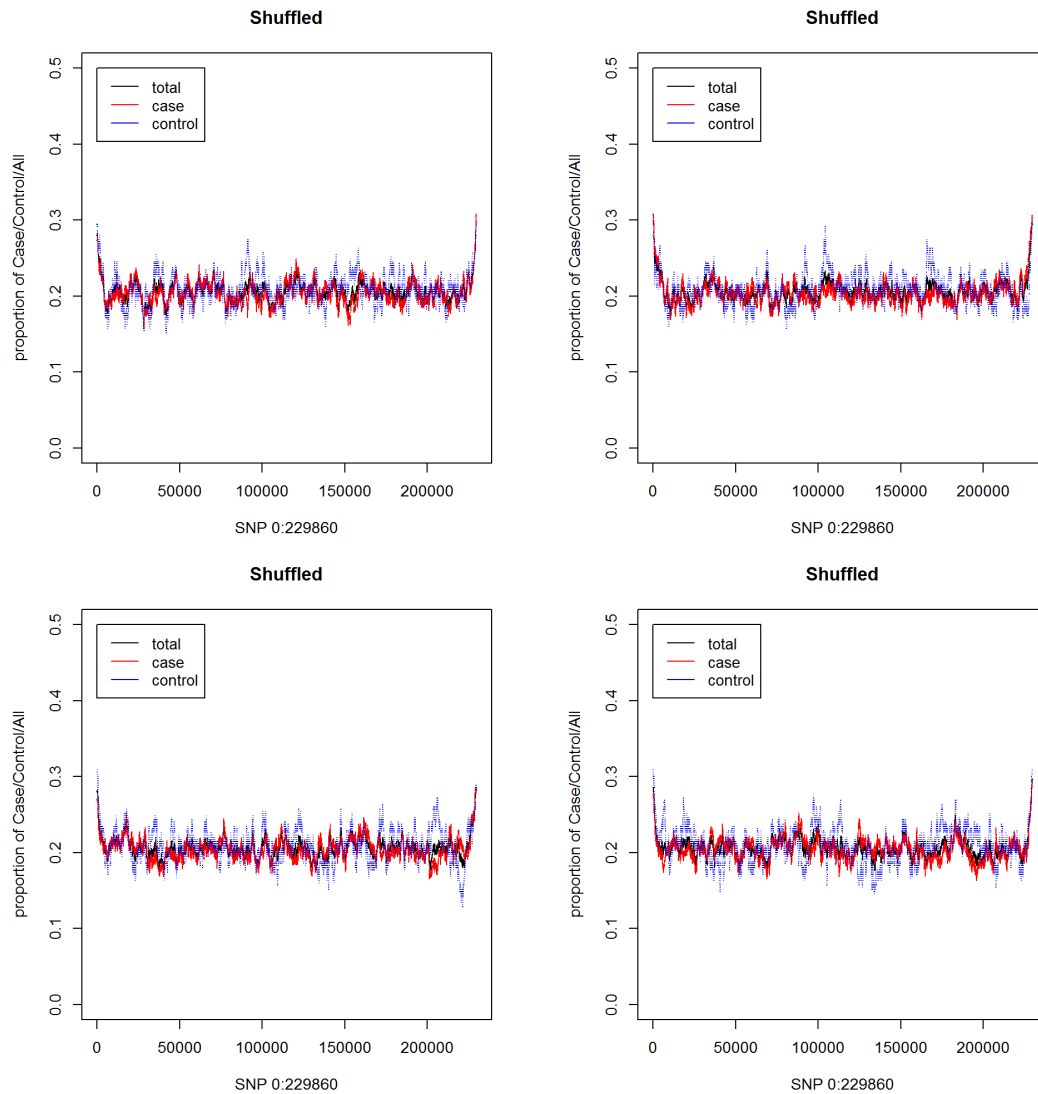 Shuffled
proportion of Case/Control/All
0.5
0.4
0.3
0.2
0.1
0.0
total
case
control
0 50000 100000 150000 200000
SNP 0:229860
Shuffled
proportion of Case/Control/All
0.5
0.4
0.3
0.2
0.1
0.0
total
case
control
0 50000 100000 150000 200000
SNP 0:229860
Shuffled
proportion of Case/Control/All
0.5
0.4
0.3
0.2
0.1
0.0
total
case
control
0 50000 100000 150000 200000
SNP 0:229860
Shuffled
proportion of Case/Control/All
0.5
0.4
0.3
0.2
0.1
0.0
total
case
control
0 50000 100000 150000 200000
SNP 0:229860